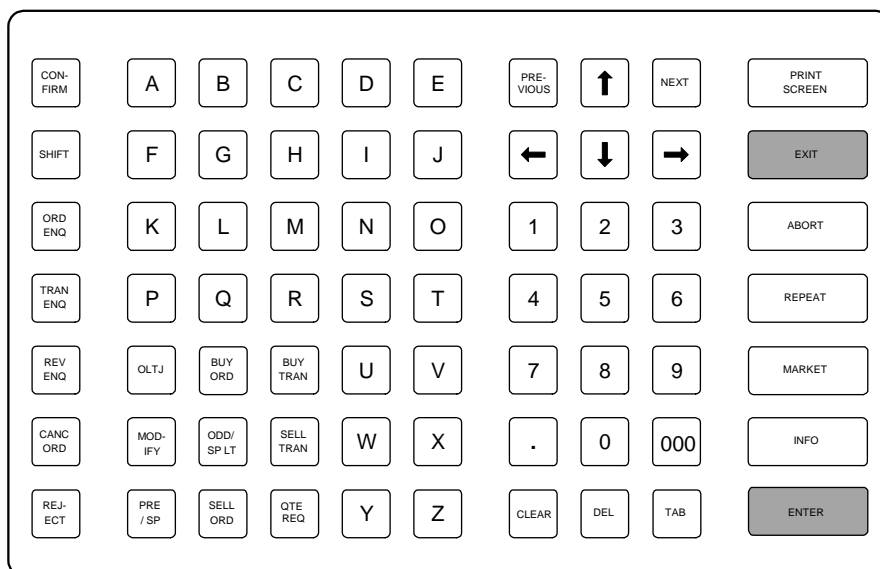 CON-
FIRM
A
B
C
D
E
PRE-
VIOUS
NEXT
PRINT
SCREEN
SHIFT
F
G
H
I
J
EXIT
ORD
ENQ
K
L
M
N
O
1
2
3
ABORT
TRAN
ENQ
P
Q
R
S
T
4
5
6
REPEAT
REV
ENQ
OLTJ
BUY
ORD
BUY
TRAN
U
V
7
8
9
MARKET
CANC
ORD
MOD-
IFY
ODD/
SP LT
SELL
TRAN
W
X
.
0
000
INFO
REJ-
ECT
PRE
/ SP
SELL
ORD
QTE
REQ
Y
Z
CLEAR
DEL
TAB
ENTER